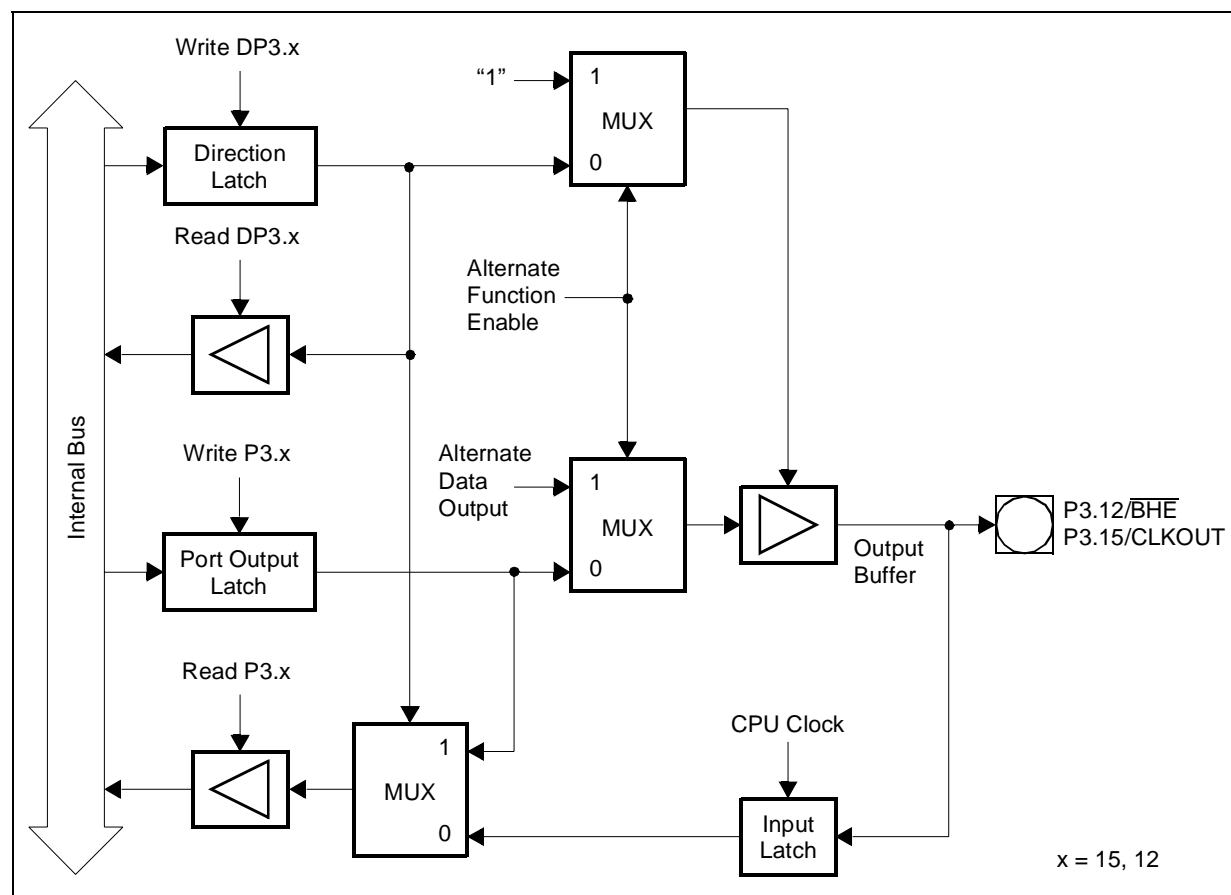 Write DP3.x
“1”
1
MUX
0
Direction
Latch
Read DP3.x
Alternate
Function
Enable
Internal Bus
Write P3.x
Alternate
Data
Output
1
MUX
0
Port Output
Latch
Output
Buffer
P3.12/B̅H̅E̅
P3.15/CLKOUT
Read P3.x
1
MUX
0
CPU Clock
Input
Latch
x = 15, 12